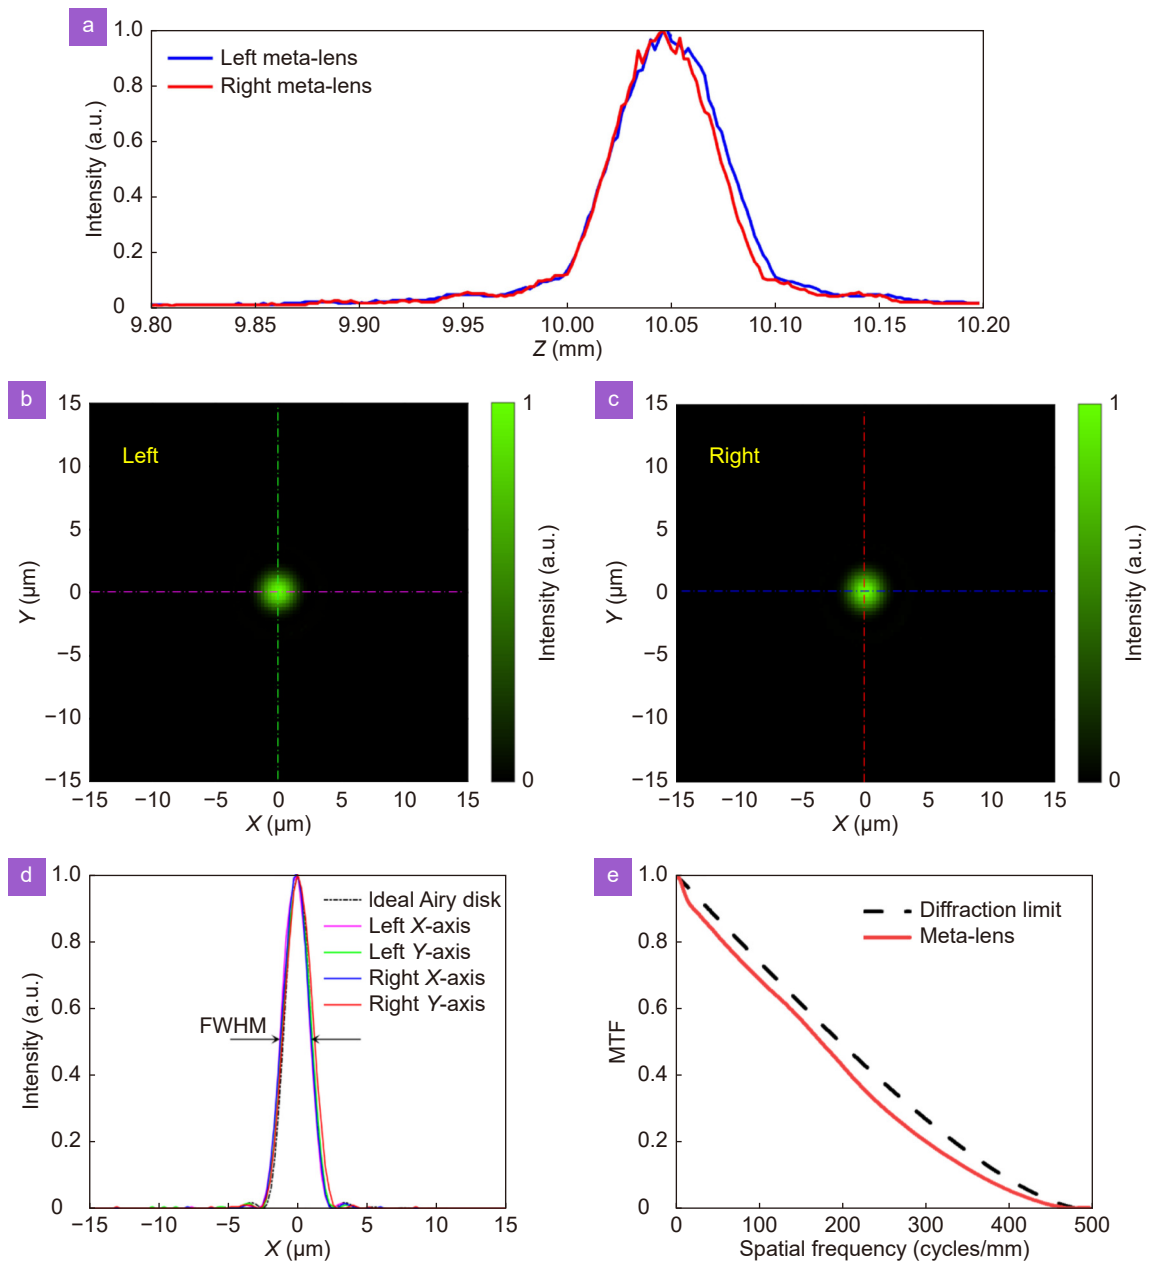 a
1.0
0.8
0.6
0.4
0.2
0
Intensity (a.u.)
Left meta-lens
Right meta-lens
9.80 9.85 9.90 9.95 10.00 10.05 10.10 10.15 10.20
Z (mm)
b
15
10
5
0
−5
−10
−15
Y (μm)
Left
−15 −10 −5 0 5 10 15
X (μm)
1
0
Intensity (a.u.)
c
15
10
5
0
−5
−10
−15
Y (μm)
Right
−15 −10 −5 0 5 10 15
X (μm)
1
0
Intensity (a.u.)
d
1.0
0.8
0.6
0.4
0.2
0
Intensity (a.u.)
Ideal Airy disk
Left X-axis
Left Y-axis
Right X-axis
Right Y-axis
FWHM
−15 −10 −5 0 5 10 15
X (μm)
e
1.0
0.8
0.6
0.4
0.2
0
MTF
Diffraction limit
Meta-lens
0 100 200 300 400 500
Spatial frequency (cycles/mm)